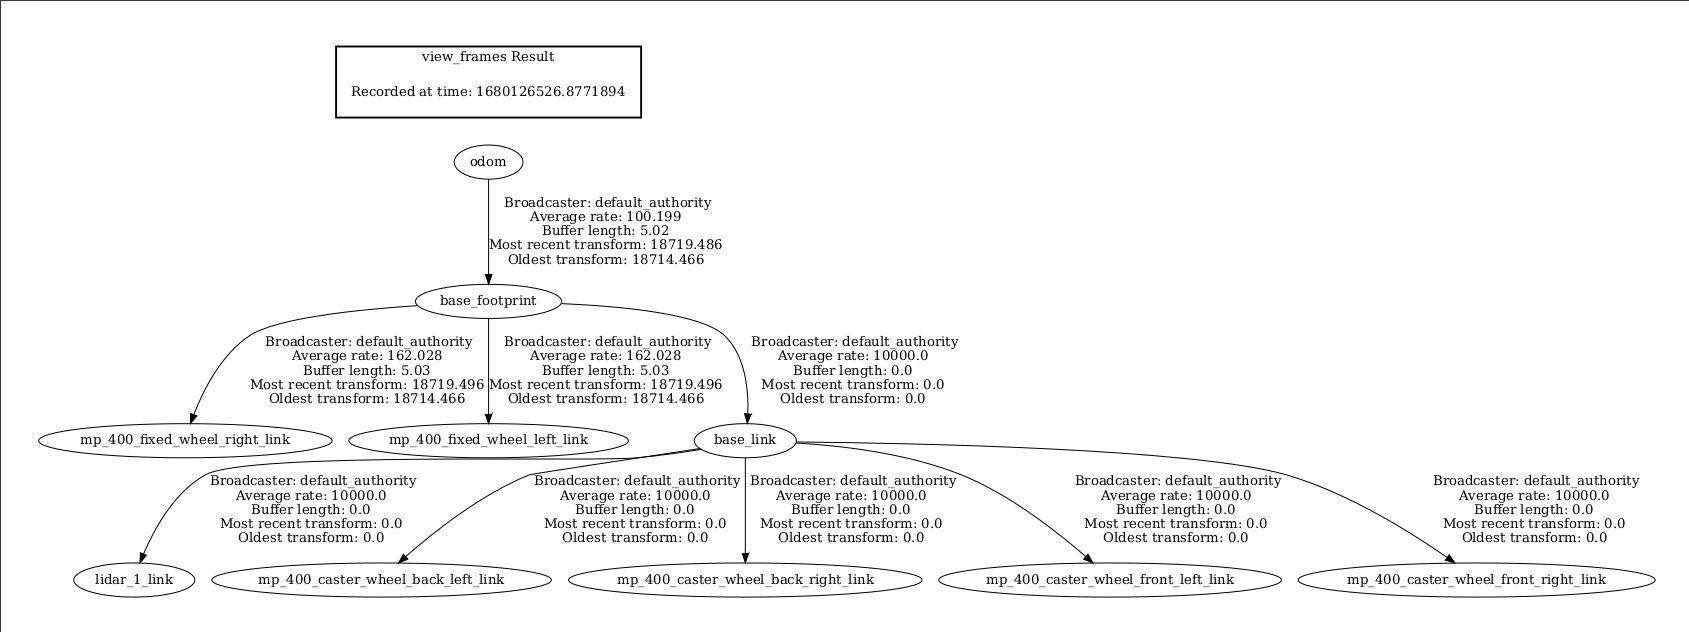 view_frames Result
Recorded at time: 1680126526.8771894
odom
Broadcaster: default_authority
Average rate: 100.199
Buffer length: 5.02
Most recent transform: 18719.486
Oldest transform: 18714.466
base_footprint
Broadcaster: default_authority
Average rate: 162.028
Buffer length: 5.03
Most recent transform: 18719.496
Oldest transform: 18714.466
Broadcaster: default_authority
Average rate: 162.028
Buffer length: 5.03
Most recent transform: 18719.496
Oldest transform: 18714.466
Broadcaster: default_authority
Average rate: 10000.0
Buffer length: 0.0
Most recent transform: 0.0
Oldest transform: 0.0
mp_400_fixed_wheel_right_link
mp_400_fixed_wheel_left_link
base_link
Broadcaster: default_authority
Average rate: 10000.0
Buffer length: 0.0
Most recent transform: 0.0
Oldest transform: 0.0
Broadcaster: default_authority
Average rate: 10000.0
Buffer length: 0.0
Most recent transform: 0.0
Oldest transform: 0.0
Broadcaster: default_authority
Average rate: 10000.0
Buffer length: 0.0
Most recent transform: 0.0
Oldest transform: 0.0
Broadcaster: default_authority
Average rate: 10000.0
Buffer length: 0.0
Most recent transform: 0.0
Oldest transform: 0.0
Broadcaster: default_authority
Average rate: 10000.0
Buffer length: 0.0
Most recent transform: 0.0
Oldest transform: 0.0
lidar_1_link
mp_400_caster_wheel_back_left_link
mp_400_caster_wheel_back_right_link
mp_400_caster_wheel_front_left_link
mp_400_caster_wheel_front_right_link